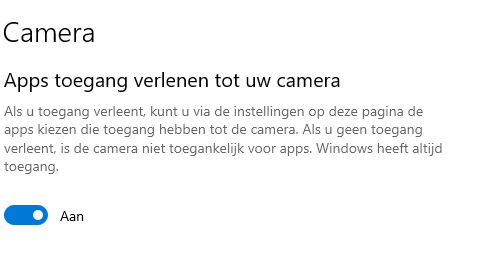 Camera
Apps toegang verlenen tot uw camera
Als u toegang verleent, kunt u via de instellingen op deze pagina de
apps kiezen die toegang hebben tot de camera. Als u geen toegang
verleent, is de camera niet toegankelijk voor apps. Windows heeft altijd
toegang.
Aan